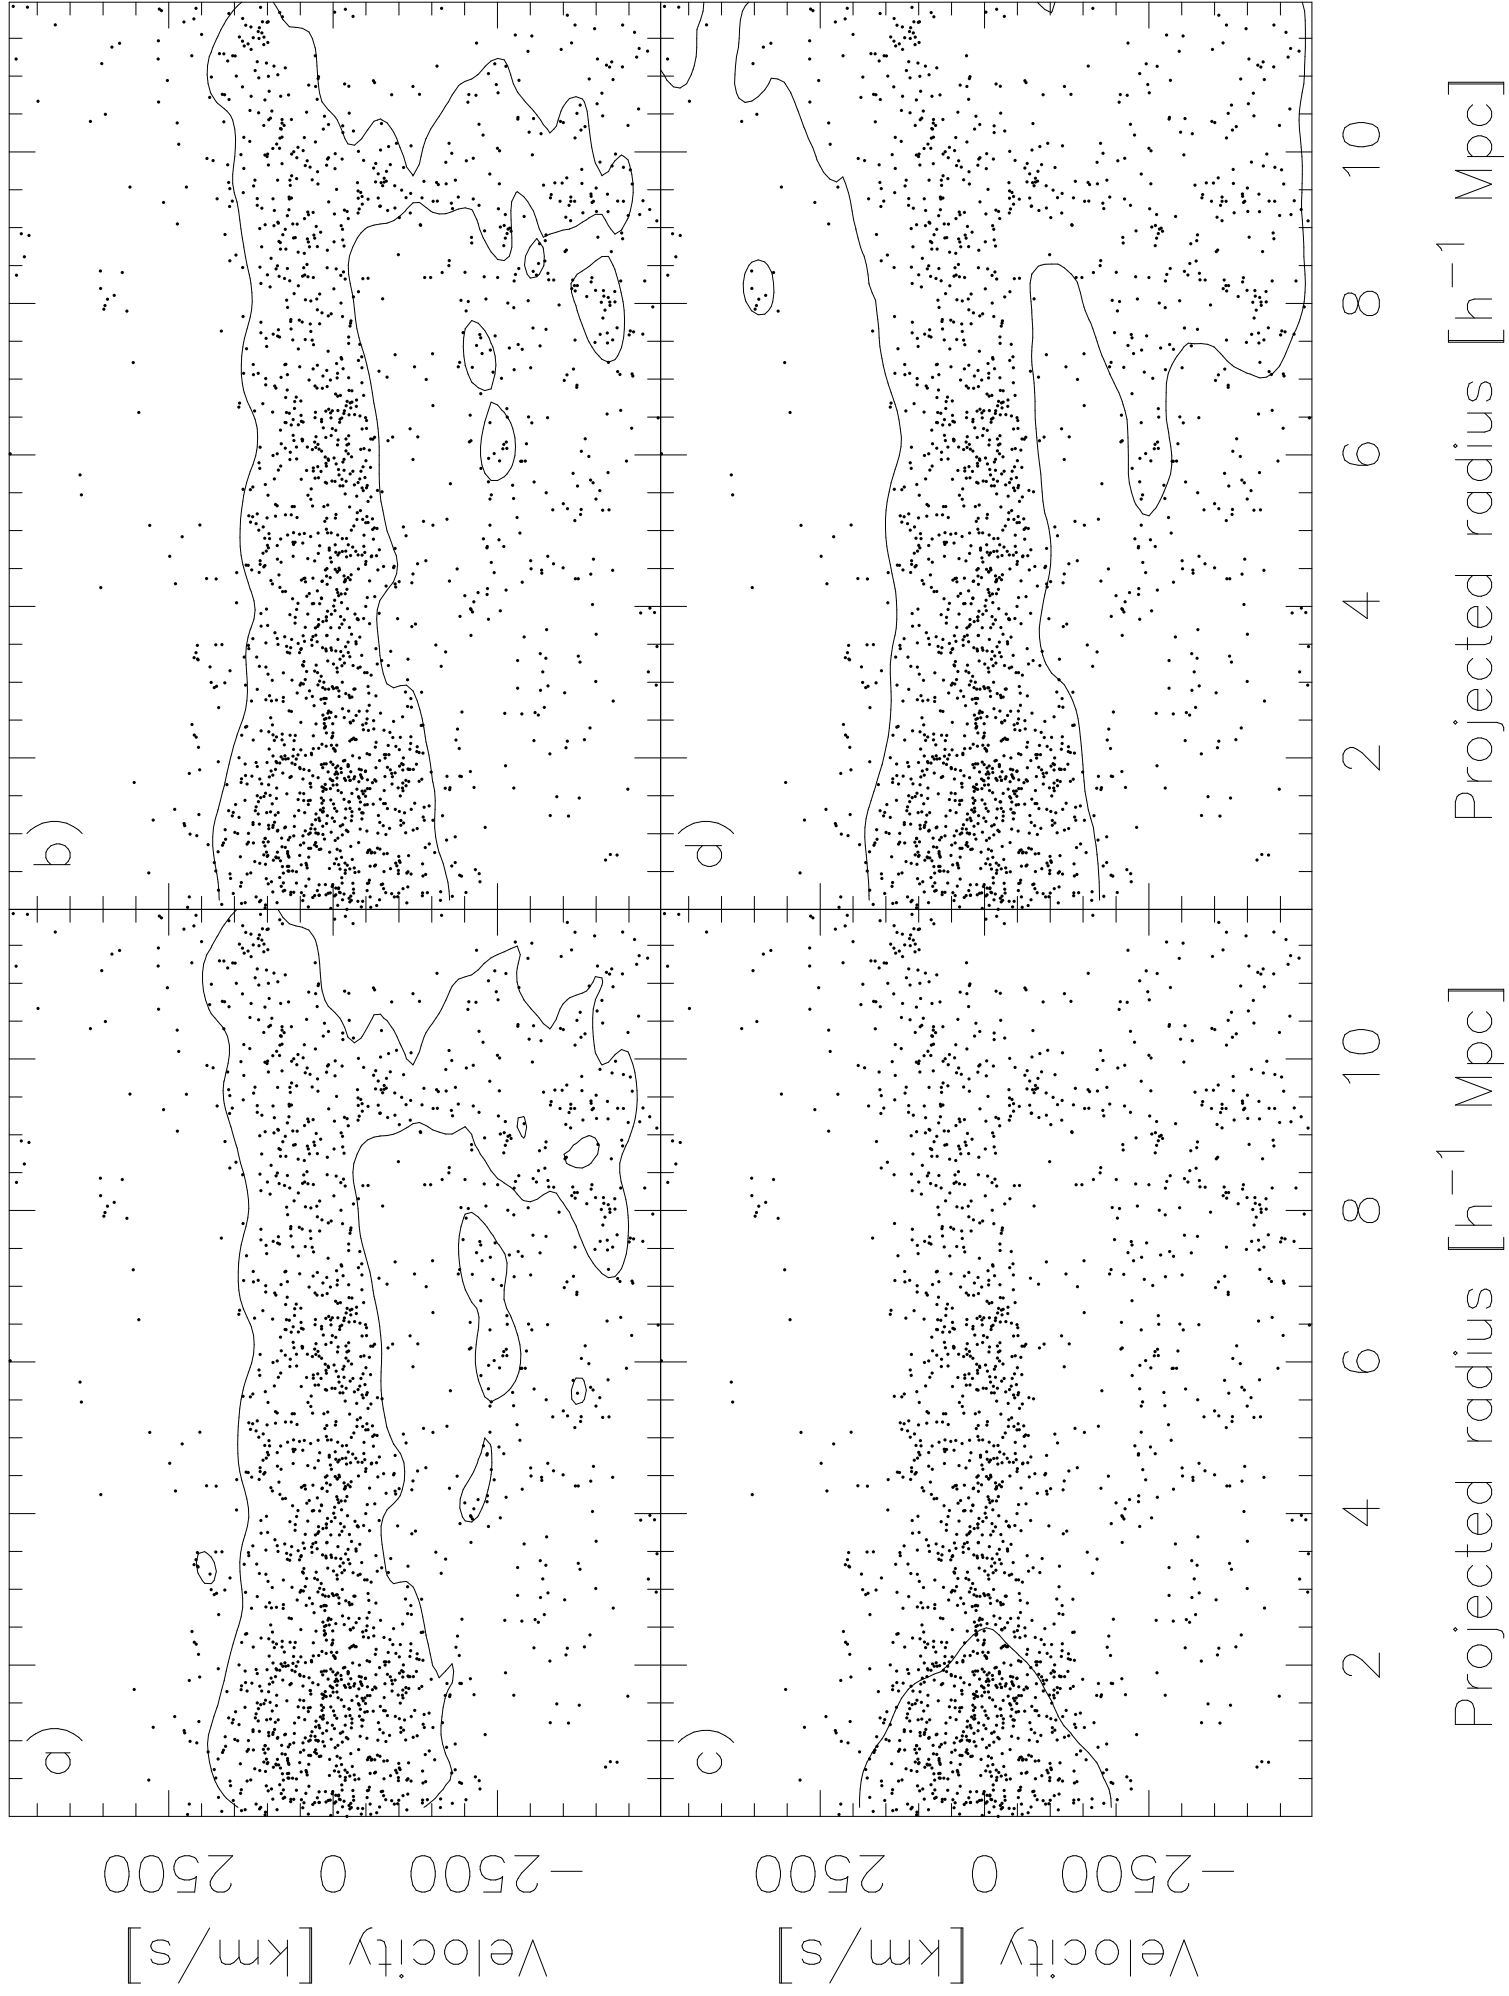 a)
b)
c)
d)
2500
0
−2500
2500
0
−2500
Velocity [km/s]
Velocity [km/s]
2 4 6 8 10
2 4 6 8 10
Projected radius [h⁻¹ Mpc]
Projected radius [h⁻¹ Mpc]